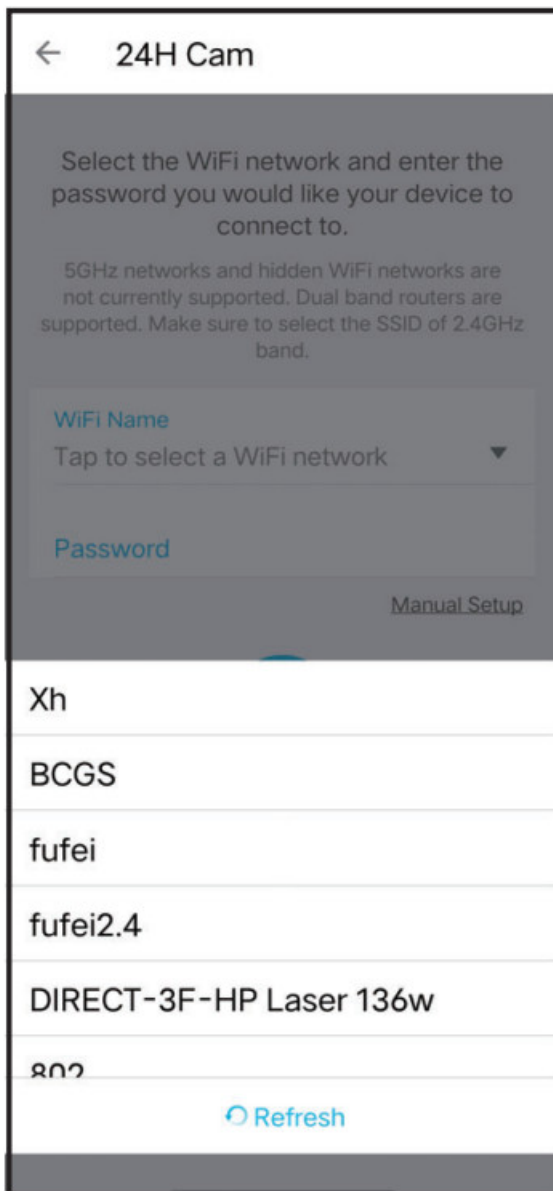 24H Cam
Select the WiFi network and enter the
password you would like your device to
connect to.
5GHz networks and hidden WiFi networks are
not currently supported. Dual band routers are
supported. Make sure to select the SSID of 2.4GHz
band.
WiFi Name
Tap to select a WiFi network
Password
Manual Setup
Xh
BCGS
fufei
fufei2.4
DIRECT-3F-HP Laser 136w
802
Refresh